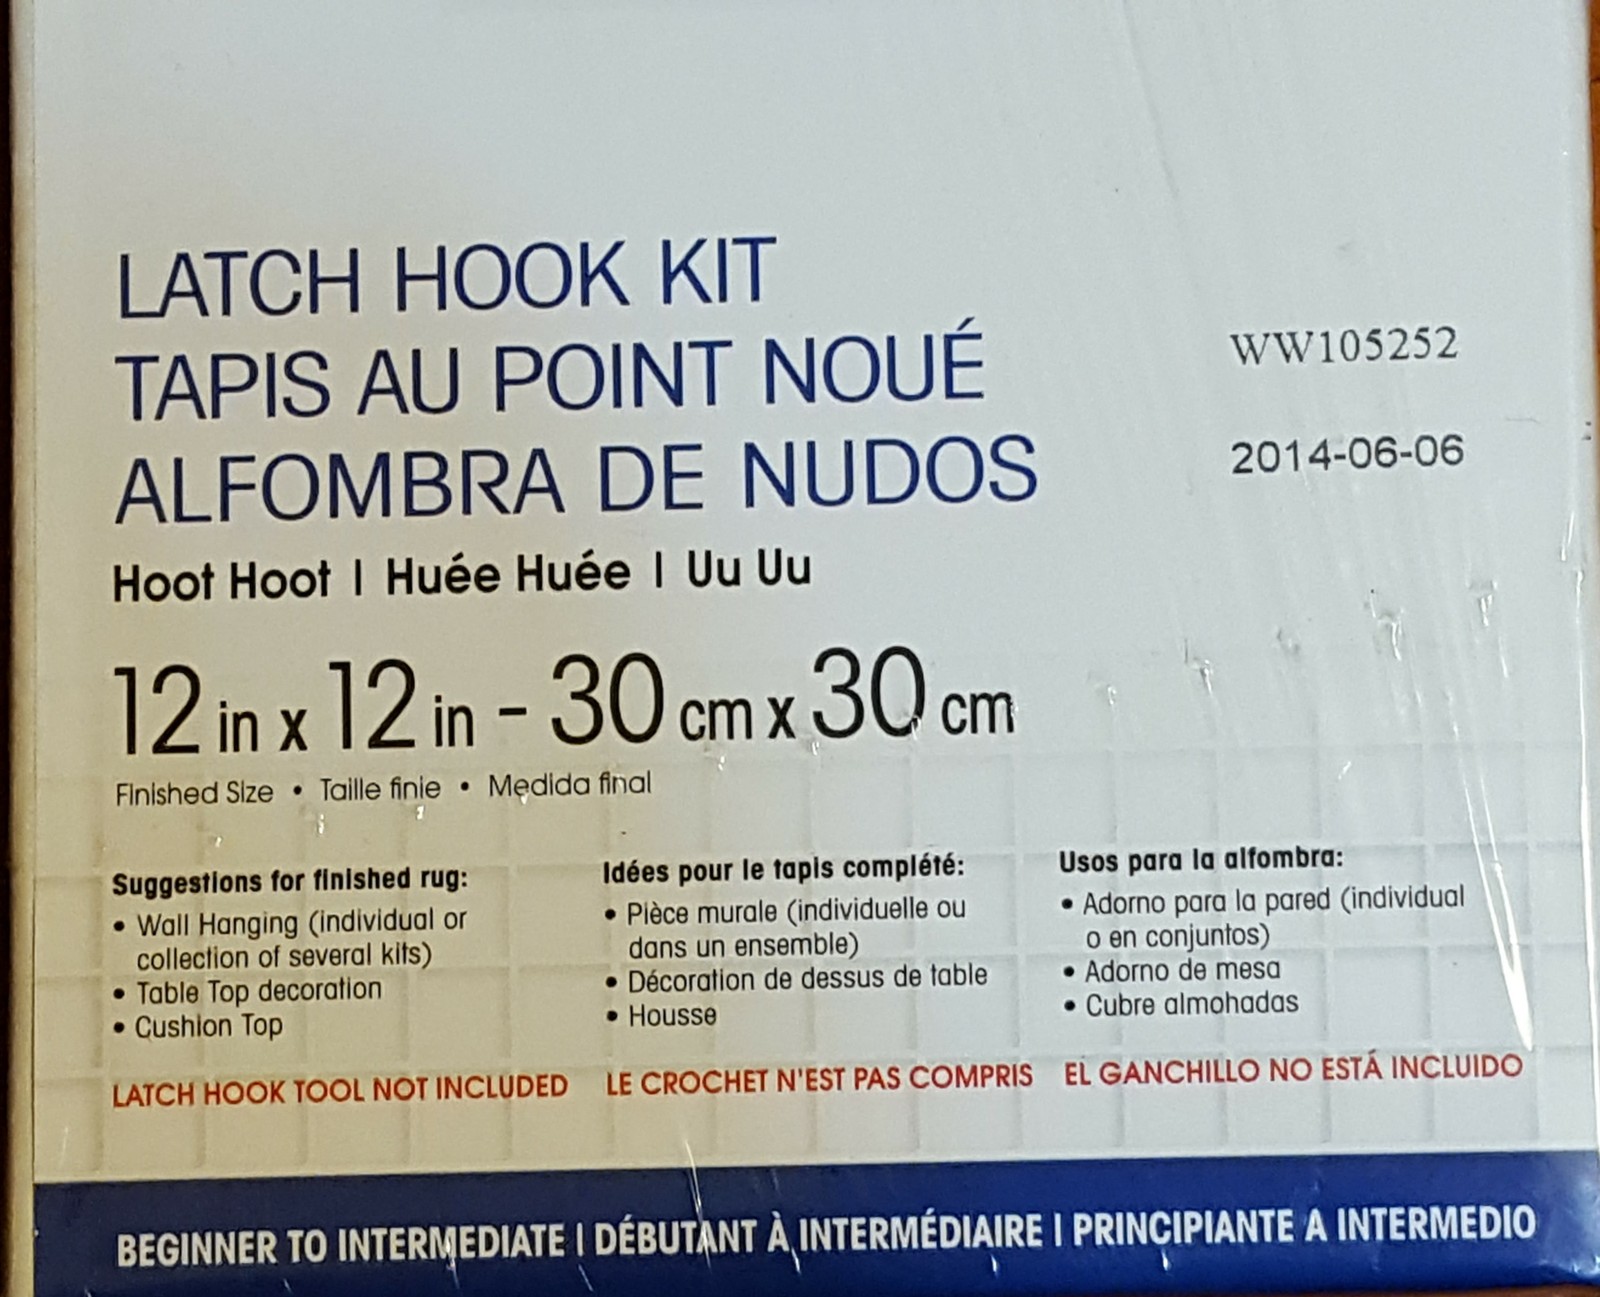 LATCH HOOK KIT
TAPIS AU POINT NOUÉ
ALFOMBRA DE NUDOS
WW105252
2014-06-06
Hoot Hoot | Huée Huée | Uu Uu
12 in x 12 in - 30 cm x 30 cm
Finished Size • Taille finie • Medida final
Suggestions for finished rug:
• Wall Hanging (individual or
collection of several kits)
• Table Top decoration
• Cushion Top
LATCH HOOK TOOL NOT INCLUDED
Idées pour le tapis complété:
• Pièce murale (individuelle ou
dans un ensemble)
• Décoration de dessus de table
• Housse
LE CROCHET N'EST PAS COMPRIS
Usos para la alfombra:
• Adorno para la pared (individual
o en conjuntos)
• Adorno de mesa
• Cubre almohadas
EL GANCHILLO NO ESTÁ INCLUIDO
BEGINNER TO INTERMEDIATE | DÉBUTANT À INTERMÉDIAIRE | PRINCIPIANTE A INTERMEDIO